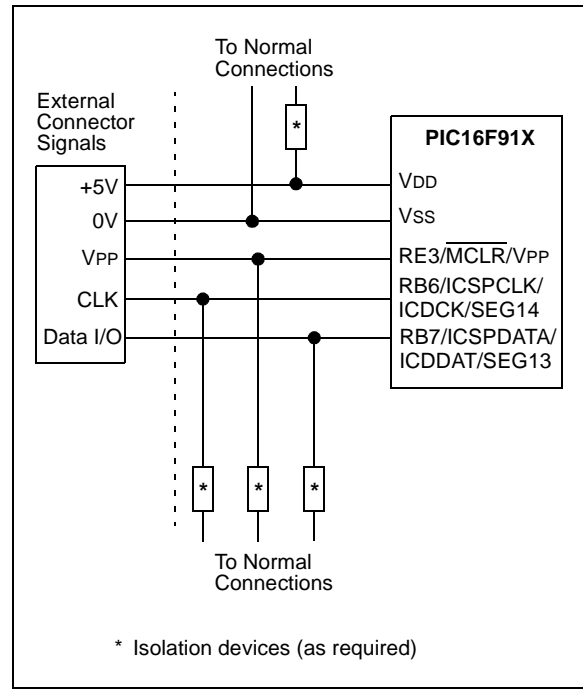 To Normal
Connections
External
Connector
Signals
*
PIC16F91X
+5V
VDD
0V
VSS
VPP
RE3/MCLR/VPP
CLK
RB6/ICSPCLK/
ICDCK/SEG14
Data I/O
RB7/ICSPDATA/
ICDDAT/SEG13
* * *
To Normal
Connections
* Isolation devices (as required)